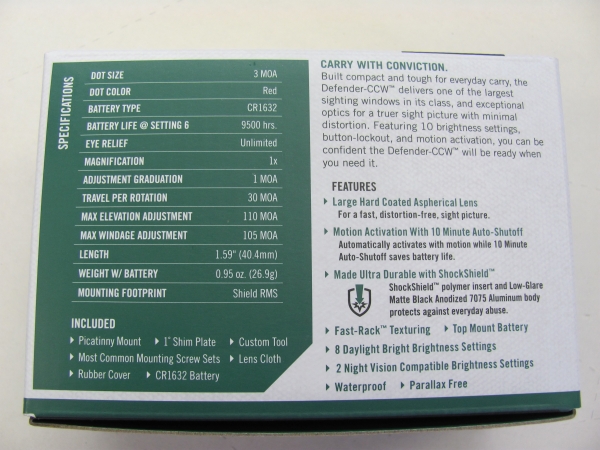 SPECIFICATIONS
DOT SIZE 3 MOA
DOT COLOR Red
BATTERY TYPE CR1632
BATTERY LIFE @ SETTING 6 9500 hrs.
EYE RELIEF Unlimited
MAGNIFICATION 1x
ADJUSTMENT GRADUATION 1 MOA
TRAVEL PER ROTATION 30 MOA
MAX ELEVATION ADJUSTMENT 110 MOA
MAX WINDAGE ADJUSTMENT 105 MOA
LENGTH 1.59" (40.4mm)
WEIGHT W/ BATTERY 0.95 oz. (26.9g)
MOUNTING FOOTPRINT Shield RMS
INCLUDED
Picatinny Mount 1° Shim Plate Custom Tool
Most Common Mounting Screw Sets Lens Cloth
Rubber Cover CR1632 Battery
CARRY WITH CONVICTION.
Built compact and tough for everyday carry, the
Defender-CCW™ delivers one of the largest
sighting windows in its class, and exceptional
optics for a truer sight picture with minimal
distortion. Featuring 10 brightness settings,
button-lockout, and motion activation, you can be
confident the Defender-CCW™ will be ready when
you need it.
FEATURES
Large Hard Coated Aspherical Lens
For a fast, distortion-free, sight picture.
Motion Activation With 10 Minute Auto-Shutoff
Automatically activates with motion while 10 Minute
Auto-Shutoff saves battery life.
Made Ultra Durable with ShockShield™
ShockShield™ polymer insert and Low-Glare
Matte Black Anodized 7075 Aluminum body
protects against everyday abuse.
Fast-Rack™ Texturing Top Mount Battery
8 Daylight Bright Brightness Settings
2 Night Vision Compatible Brightness Settings
Waterproof Parallax Free